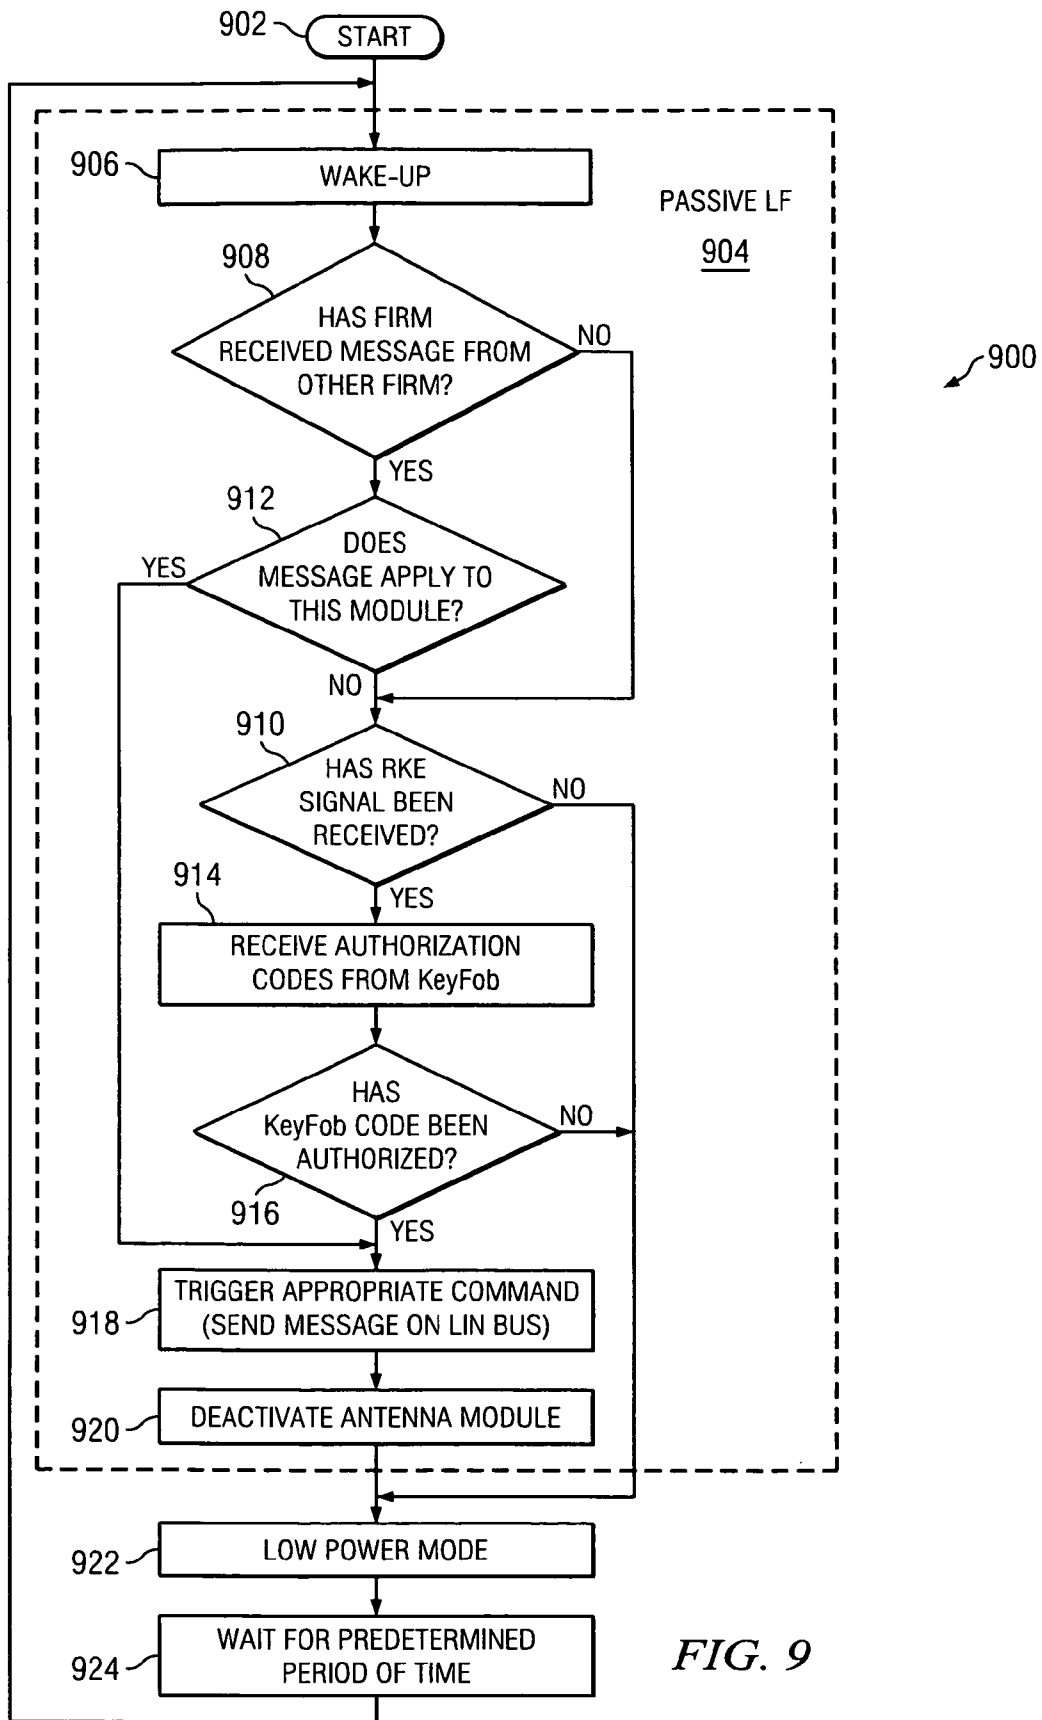 902
START
906
WAKE-UP
PASSIVE LF
904
908
HAS FIRM
RECEIVED MESSAGE FROM
OTHER FIRM?
NO
900
YES
912
DOES
MESSAGE APPLY TO
THIS MODULE?
YES
NO
910
HAS RKE
SIGNAL BEEN
RECEIVED?
NO
YES
914
RECEIVE AUTHORIZATION
CODES FROM KeyFob
HAS
KeyFob CODE BEEN
AUTHORIZED?
NO
916
YES
918
TRIGGER APPROPRIATE COMMAND
(SEND MESSAGE ON LIN BUS)
920
DEACTIVATE ANTENNA MODULE
922
LOW POWER MODE
924
WAIT FOR PREDETERMINED
PERIOD OF TIME
FIG. 9